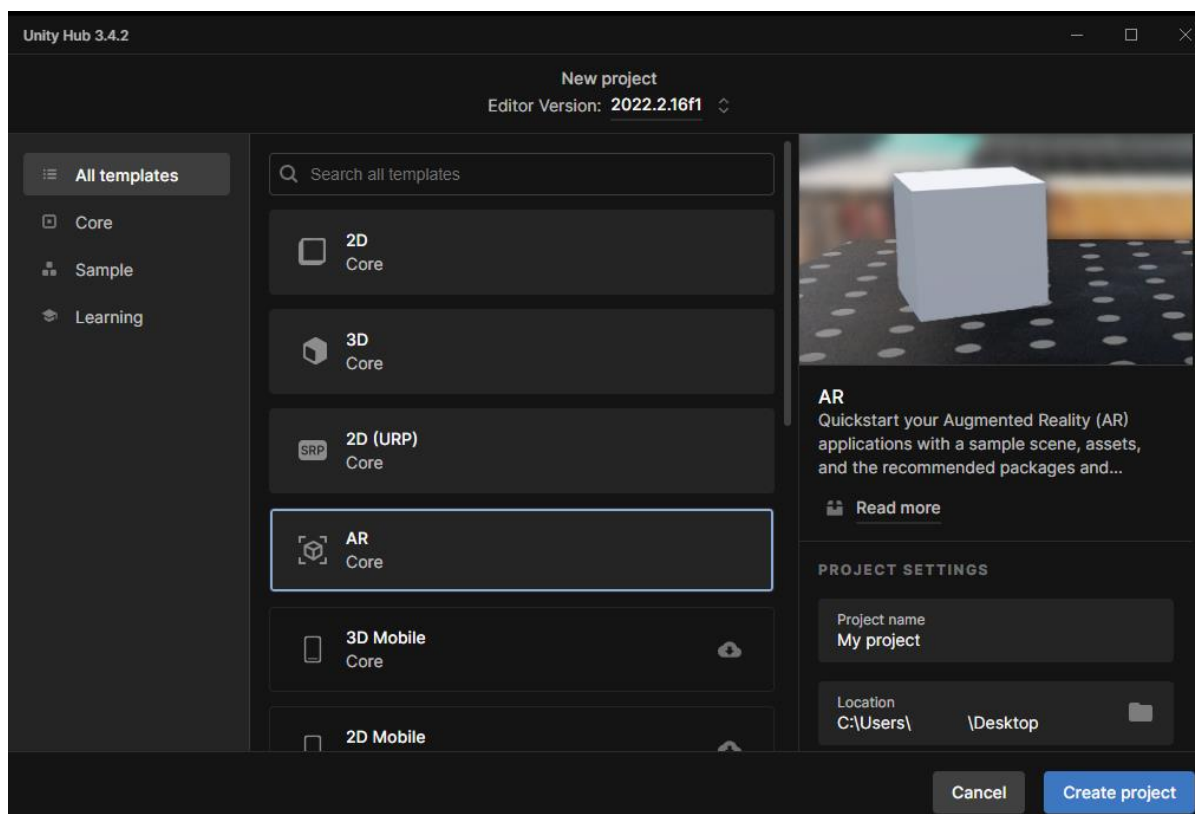 Unity Hub 3.4.2
New project
Editor Version: 2022.2.16f1
All templates
Core
Sample
Learning
Search all templates
2D
Core
3D
Core
SRP
2D (URP)
Core
AR
Core
3D Mobile
Core
2D Mobile
AR
Quickstart your Augmented Reality (AR)
applications with a sample scene, assets,
and the recommended packages and...
Read more
PROJECT SETTINGS
Project name
My project
Location
C:\Users\ \Desktop
Cancel
Create project